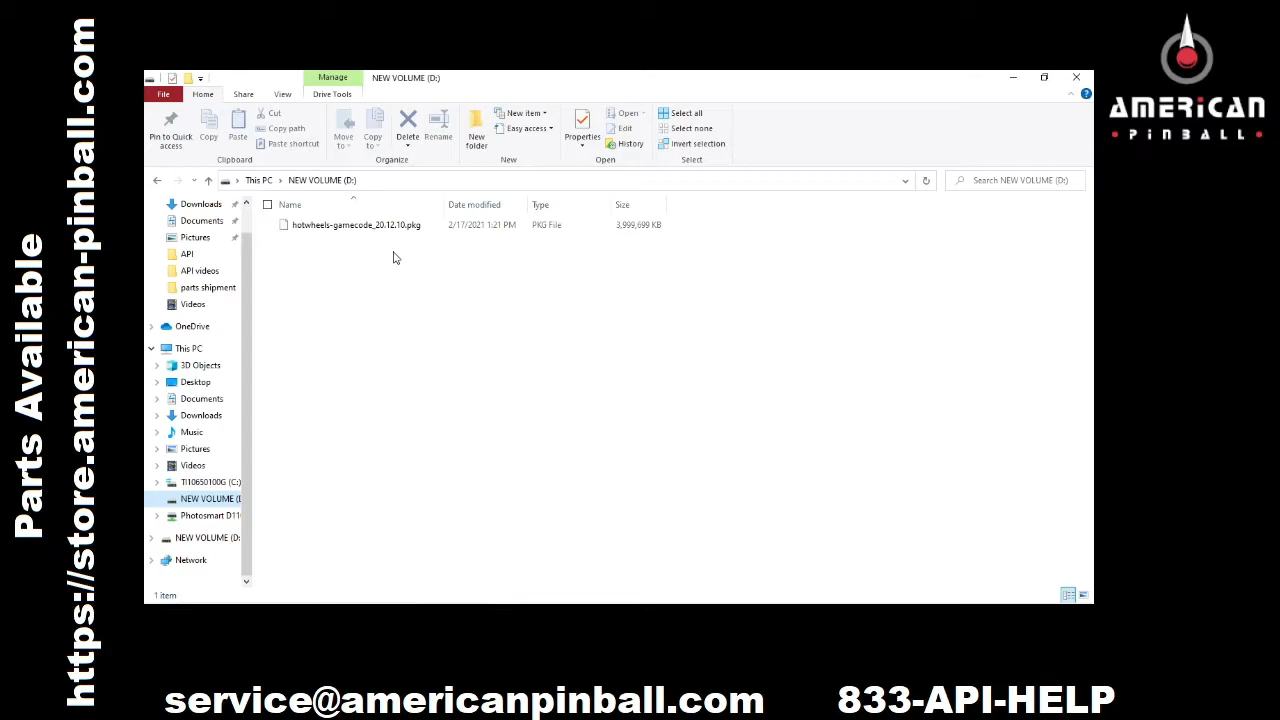 Parts Available
https://store.american-pinball.com
AMERICAN
PINBALL
Manage
NEW VOLUME (D:)
File
Home
Share
View
Drive Tools
Pin to Quick access
Copy
Paste
Cut
Copy path
Paste shortcut
Clipboard
Move to
Copy to
Delete
Rename
Organize
New folder
New item
Easy access
New
Properties
Open
Edit
History
Open
Select all
Select none
Invert selection
Select
This PC > NEW VOLUME (D:)
Search NEW VOLUME (D:)
Name
Date modified
Type
Size
hotwheels-gamecode_20.12.10.pkg
2/17/2021 1:21 PM
PKG File
3,999,699 KB
Downloads
Documents
Pictures
API
API videos
parts shipment
Videos
OneDrive
This PC
3D Objects
Desktop
Documents
Downloads
Music
Pictures
Videos
TI10650100G (C:)
NEW VOLUME (D
Photosmart D110
NEW VOLUME (D:
Network
1 item
service@americanpinball.com
833-API-HELP